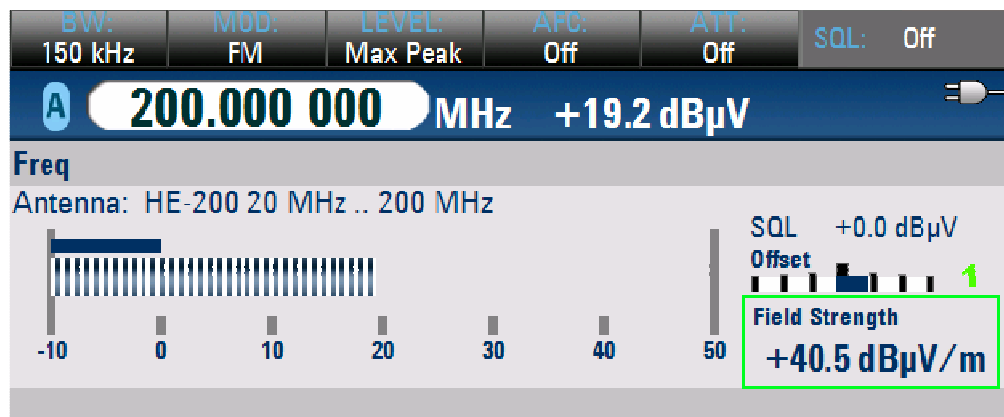 BW: MOD: LEVEL: AFC: ATT: SQL: Off
150 kHz FM Max Peak Off Off
A 200.000 000 MHz +19.2 dBµV
Freq
Antenna: HE-200 20 MHz .. 200 MHz
SQL +0.0 dBµV
Offset
1
Field Strength
+40.5 dBµV/m
-10 0 10 20 30 40 50